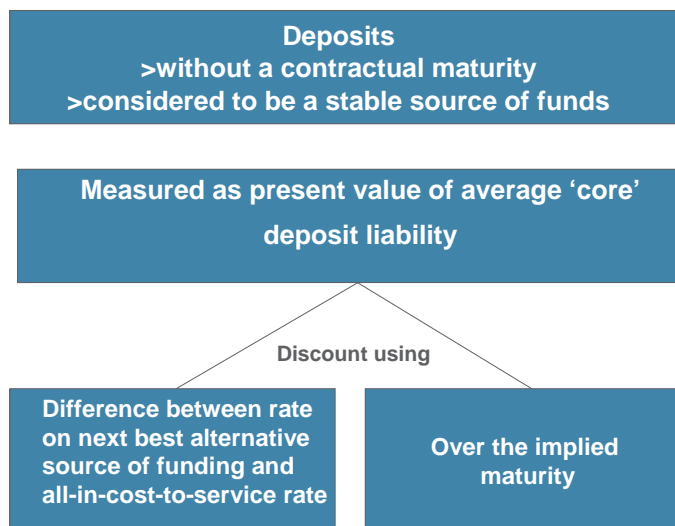 Deposits
>without a contractual maturity
>considered to be a stable source of funds
Measured as present value of average ‘core’
deposit liability
Discount using
Difference between rate
on next best alternative
source of funding and
all-in-cost-to-service rate
Over the implied
maturity